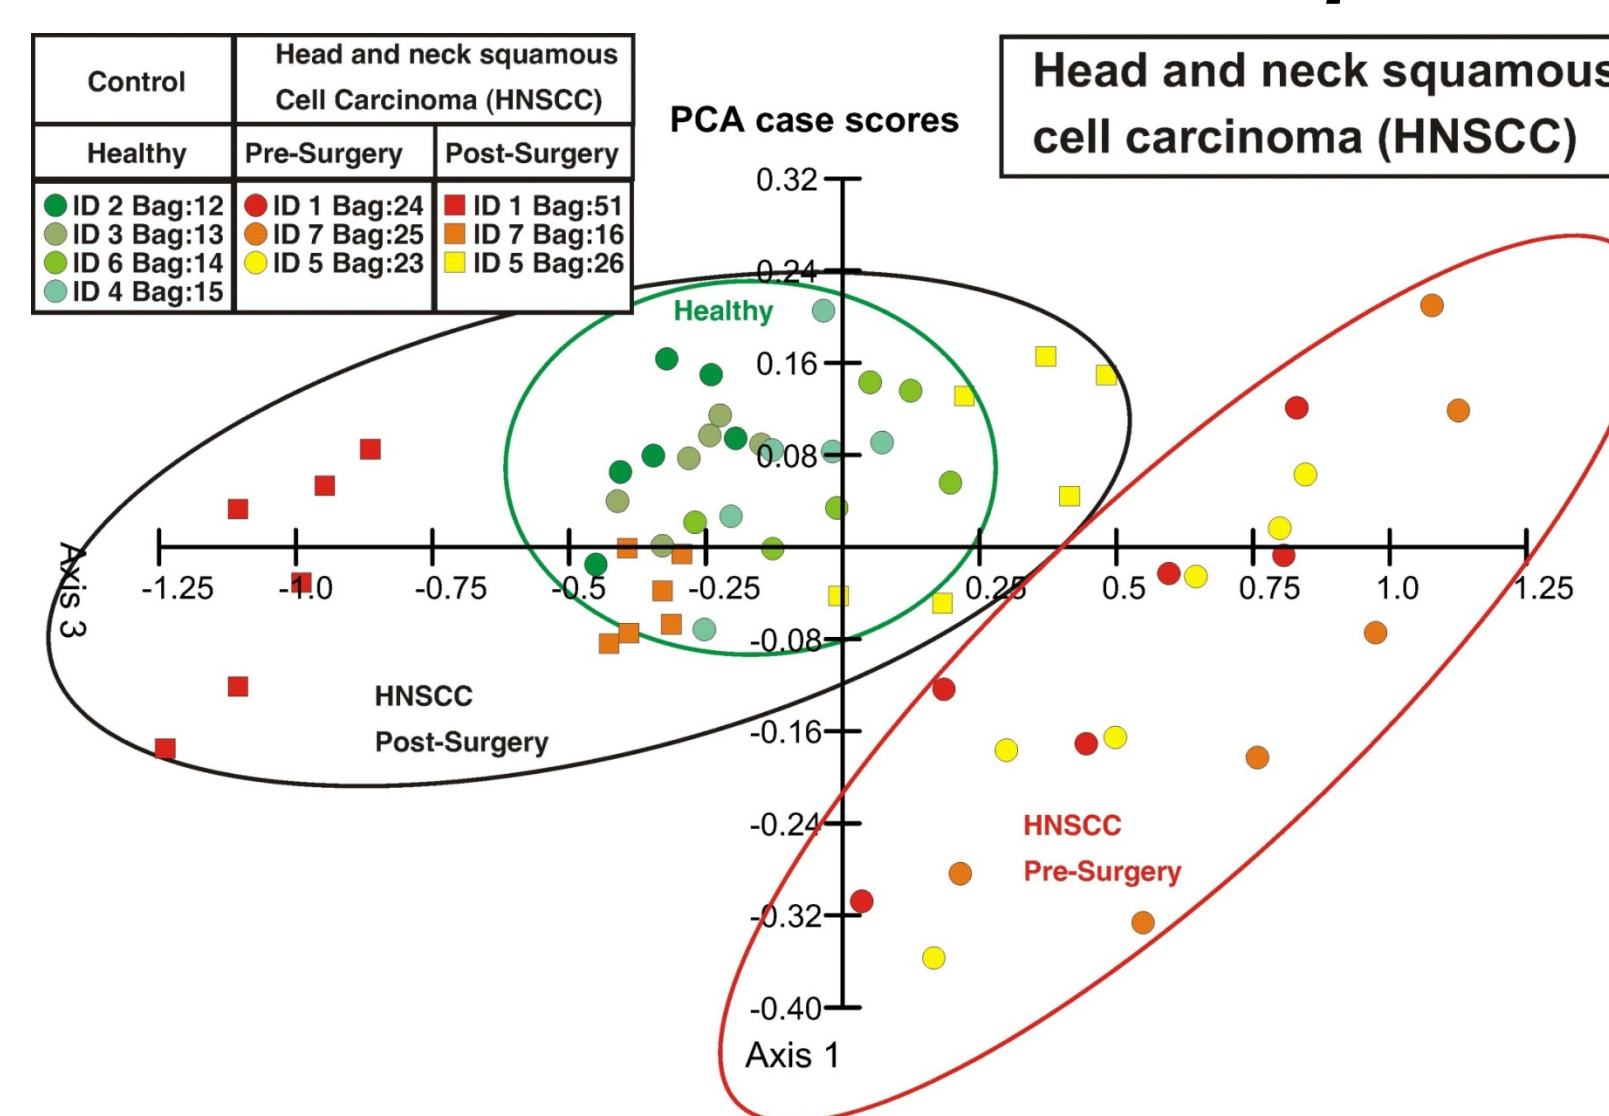 Head and neck squamous
Cell Carcinoma (HNSCC)
Control
Healthy
Pre-Surgery
Post-Surgery
ID 2 Bag:12
ID 1 Bag:24
ID 1 Bag:51
ID 3 Bag:13
ID 7 Bag:25
ID 7 Bag:16
ID 6 Bag:14
ID 5 Bag:23
ID 5 Bag:26
ID 4 Bag:15
PCA case scores
Head and neck squamous
cell carcinoma (HNSCC)
0.32
0.24
Healthy
0.16
0.08
Axis 3
-1.25
-1.0
-0.75
-0.5
-0.25
0.25
0.5
0.75
1.0
1.25
-0.08
HNSCC
Post-Surgery
-0.16
-0.24
HNSCC
Pre-Surgery
-0.32
-0.40
Axis 1